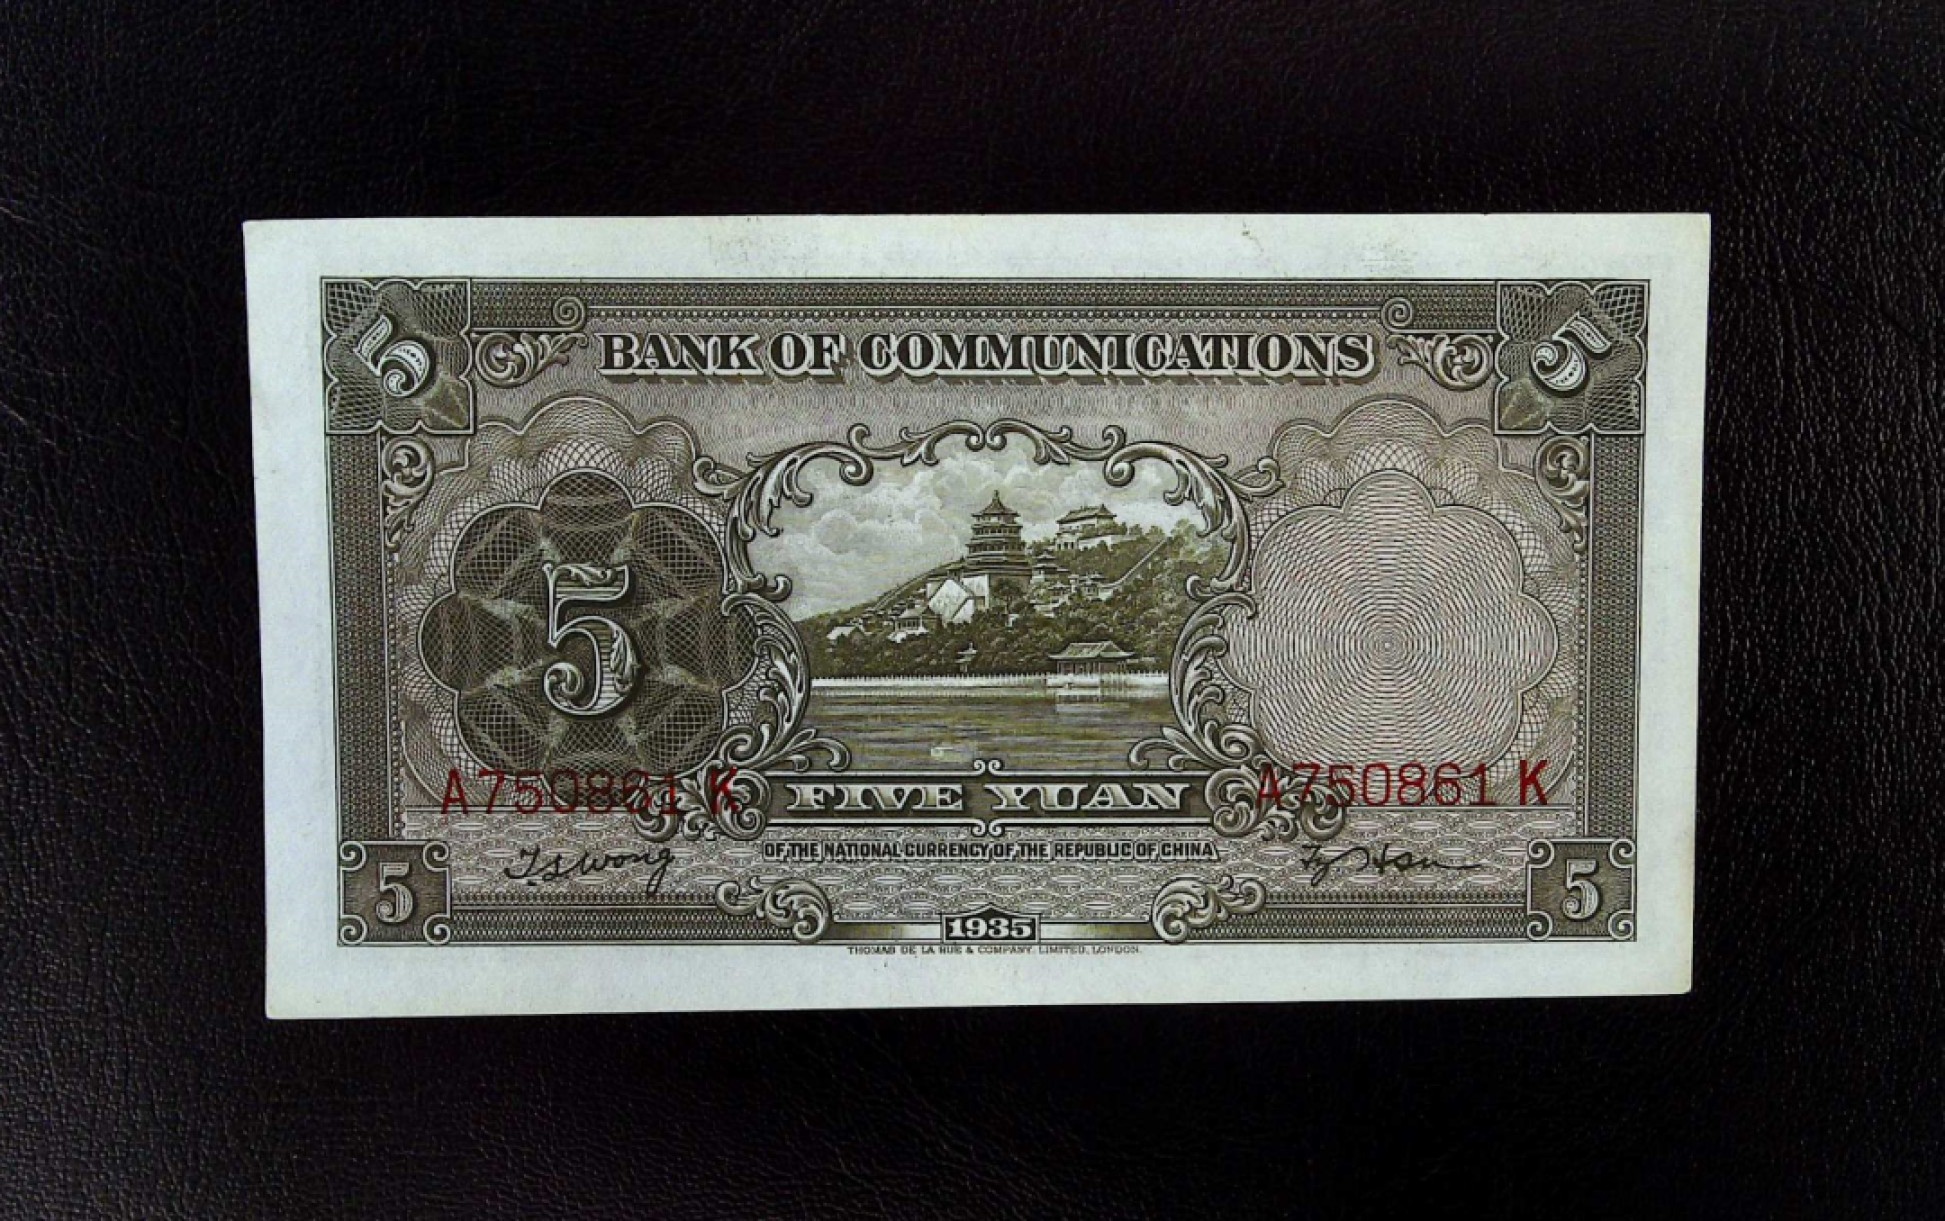 5 BANK OF COMMUNICATIONS 5
5
A750861 K FIVE YUAN A750861 K
OF THE NATIONAL CURRENCY OF THE REPUBLIC OF CHINA
T S Wong
5 1935 5
THOMAS DE LA RUE & COMPANY, LIMITED, LONDON.